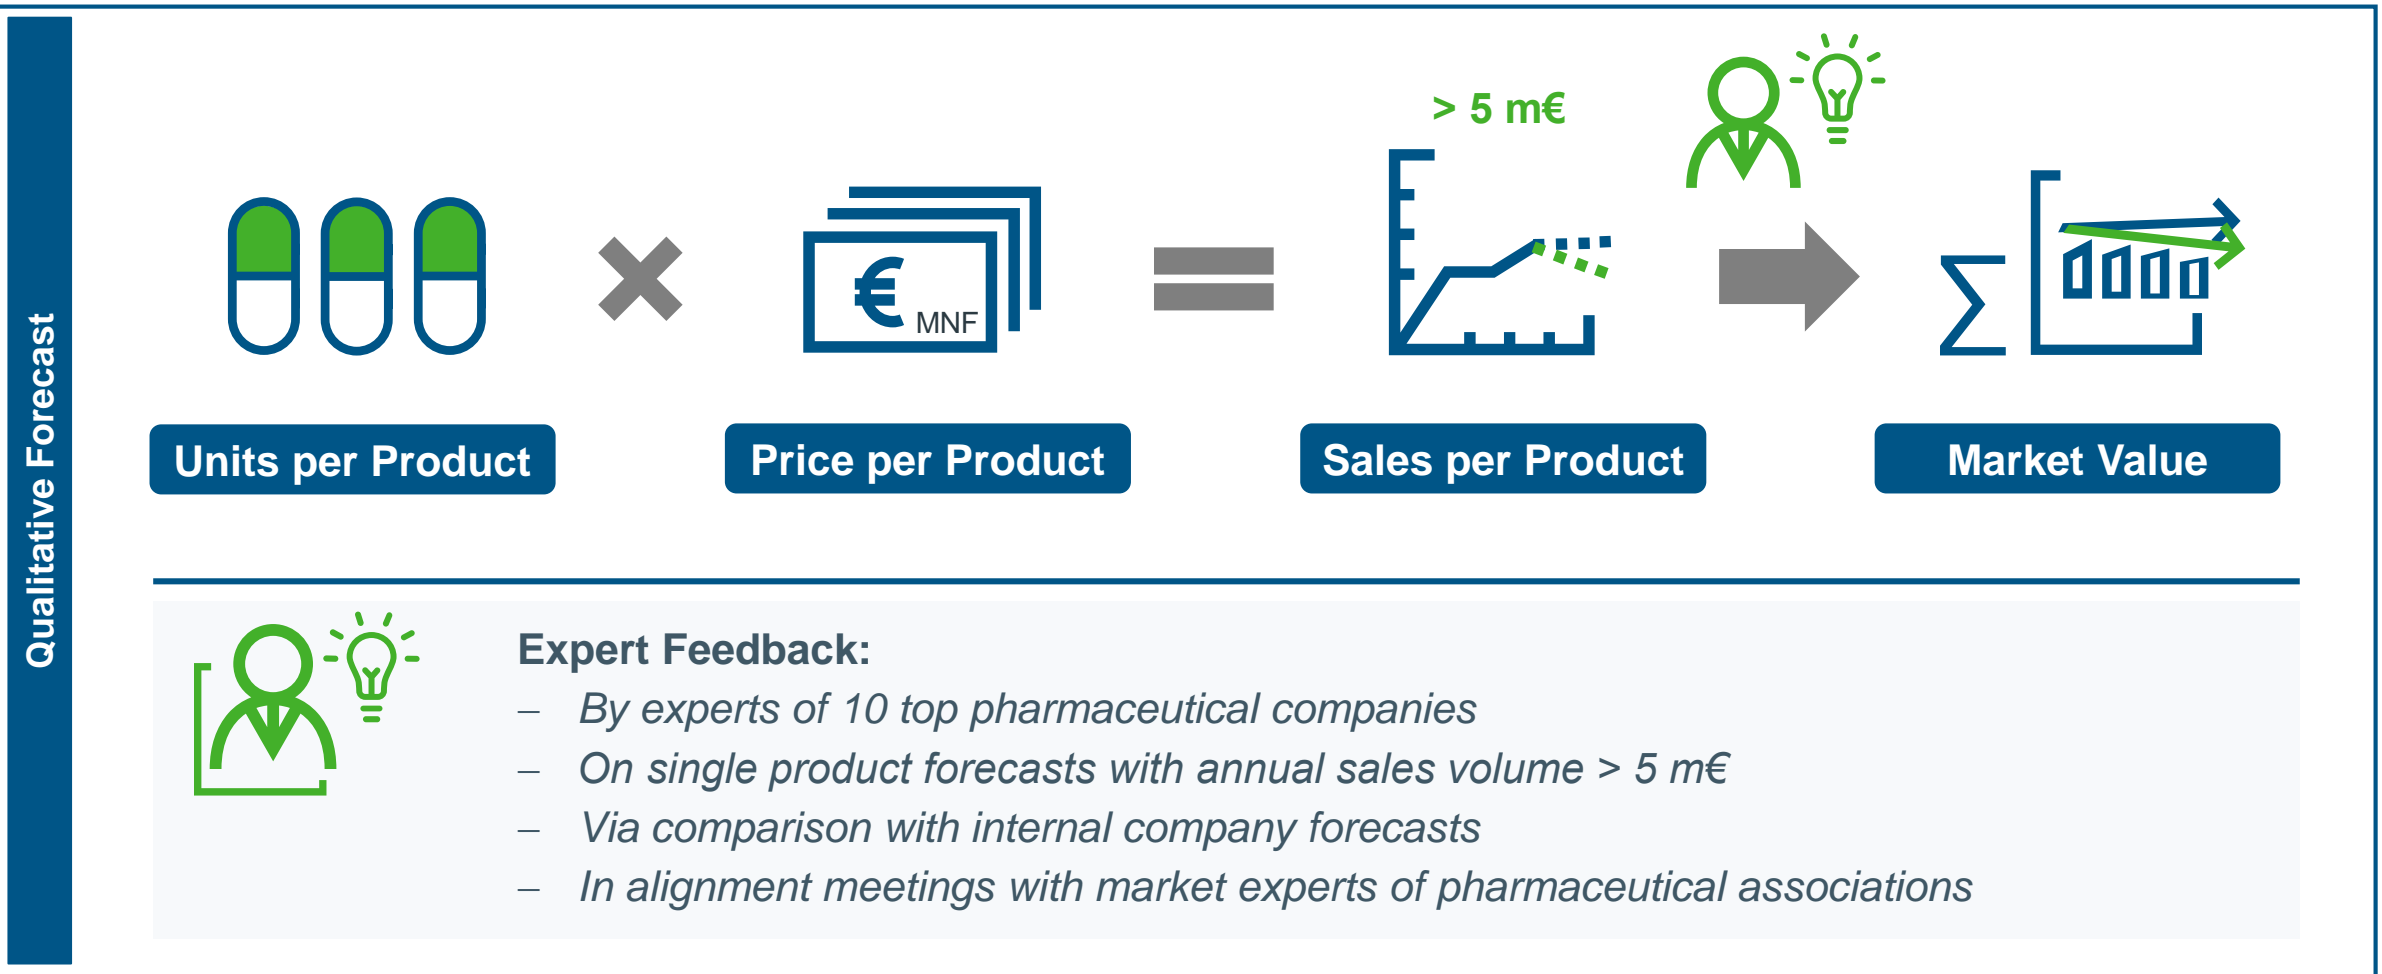 Qualitative Forecast
> 5 m€
€ MNF
∑
Units per Product
Price per Product
Sales per Product
Market Value
Expert Feedback:
– By experts of 10 top pharmaceutical companies
– On single product forecasts with annual sales volume > 5 m€
– Via comparison with internal company forecasts
– In alignment meetings with market experts of pharmaceutical associations